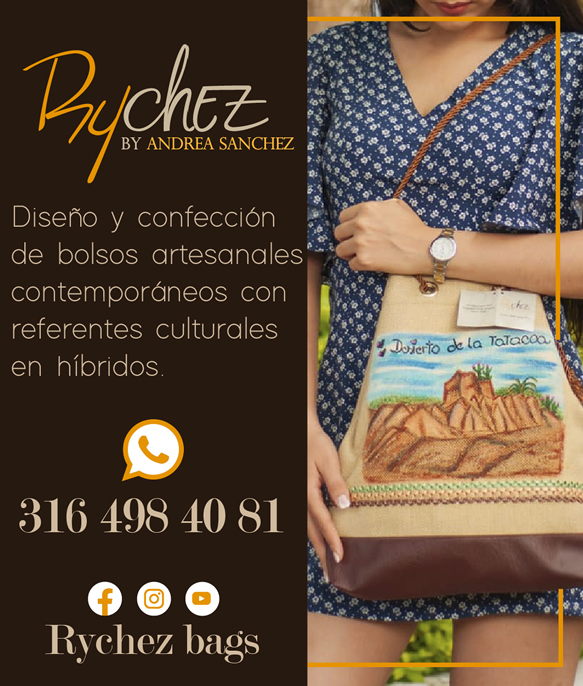 Rychez
BY ANDREA SANCHEZ
Diseño y confección
de bolsos artesanales
contemporáneos con
referentes culturales
en híbridos.
316 498 40 81
Rychez bags
Rychez
Desierto de la Tatacoa